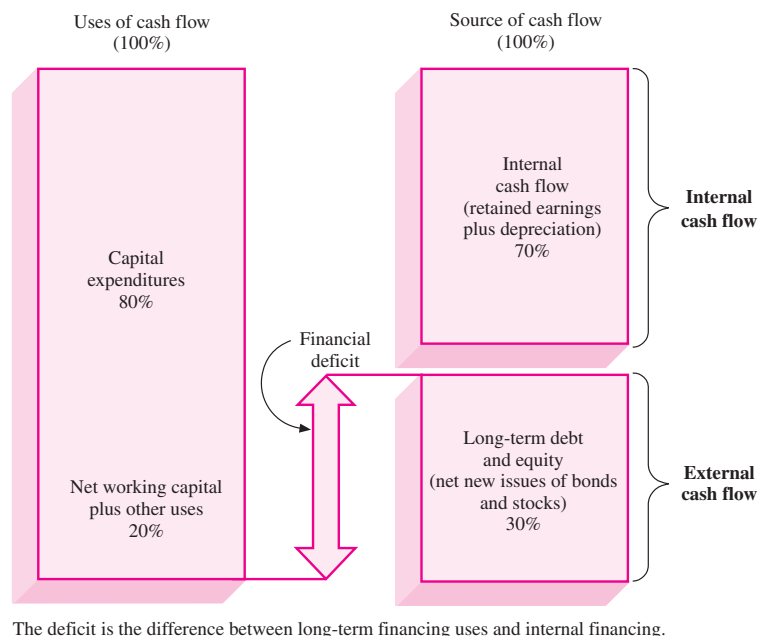 Uses of cash flow
(100%)
Source of cash flow
(100%)
Capital
expenditures
80%
Net working capital
plus other uses
20%
Financial
deficit
Internal
cash flow
(retained earnings
plus depreciation)
70%
Internal
cash flow
Long-term debt
and equity
(net new issues of bonds
and stocks)
30%
External
cash flow
The deficit is the difference between long-term financing uses and internal financing.